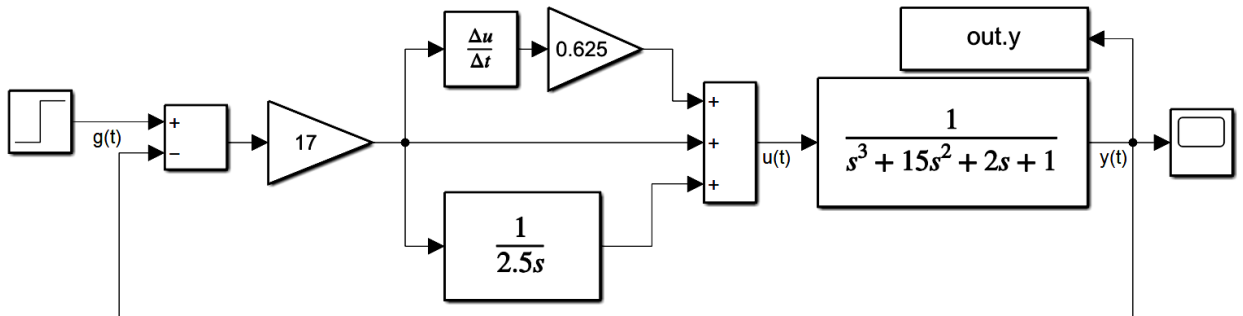 Δu
Δt
0.625
out.y
g(t)
+
−
17
+
+
+
u(t)
1
s³ + 15s² + 2s + 1
y(t)
1
2.5s